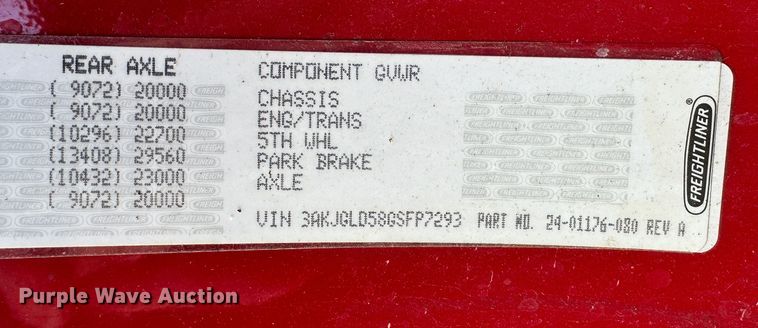 REAR AXLE COMPONENT GVWR
( 9072) 20000 CHASSIS
( 9072) 20000 ENG/TRANS
(10296) 22700 5TH WHL
(13408) 29560 PARK BRAKE
(10432) 23000 AXLE
( 9072) 20000
VIN 3AKJGLD58GSFP7293 PART NO. 24-01176-080 REV A
FREIGHTLINER®
Purple Wave Auction